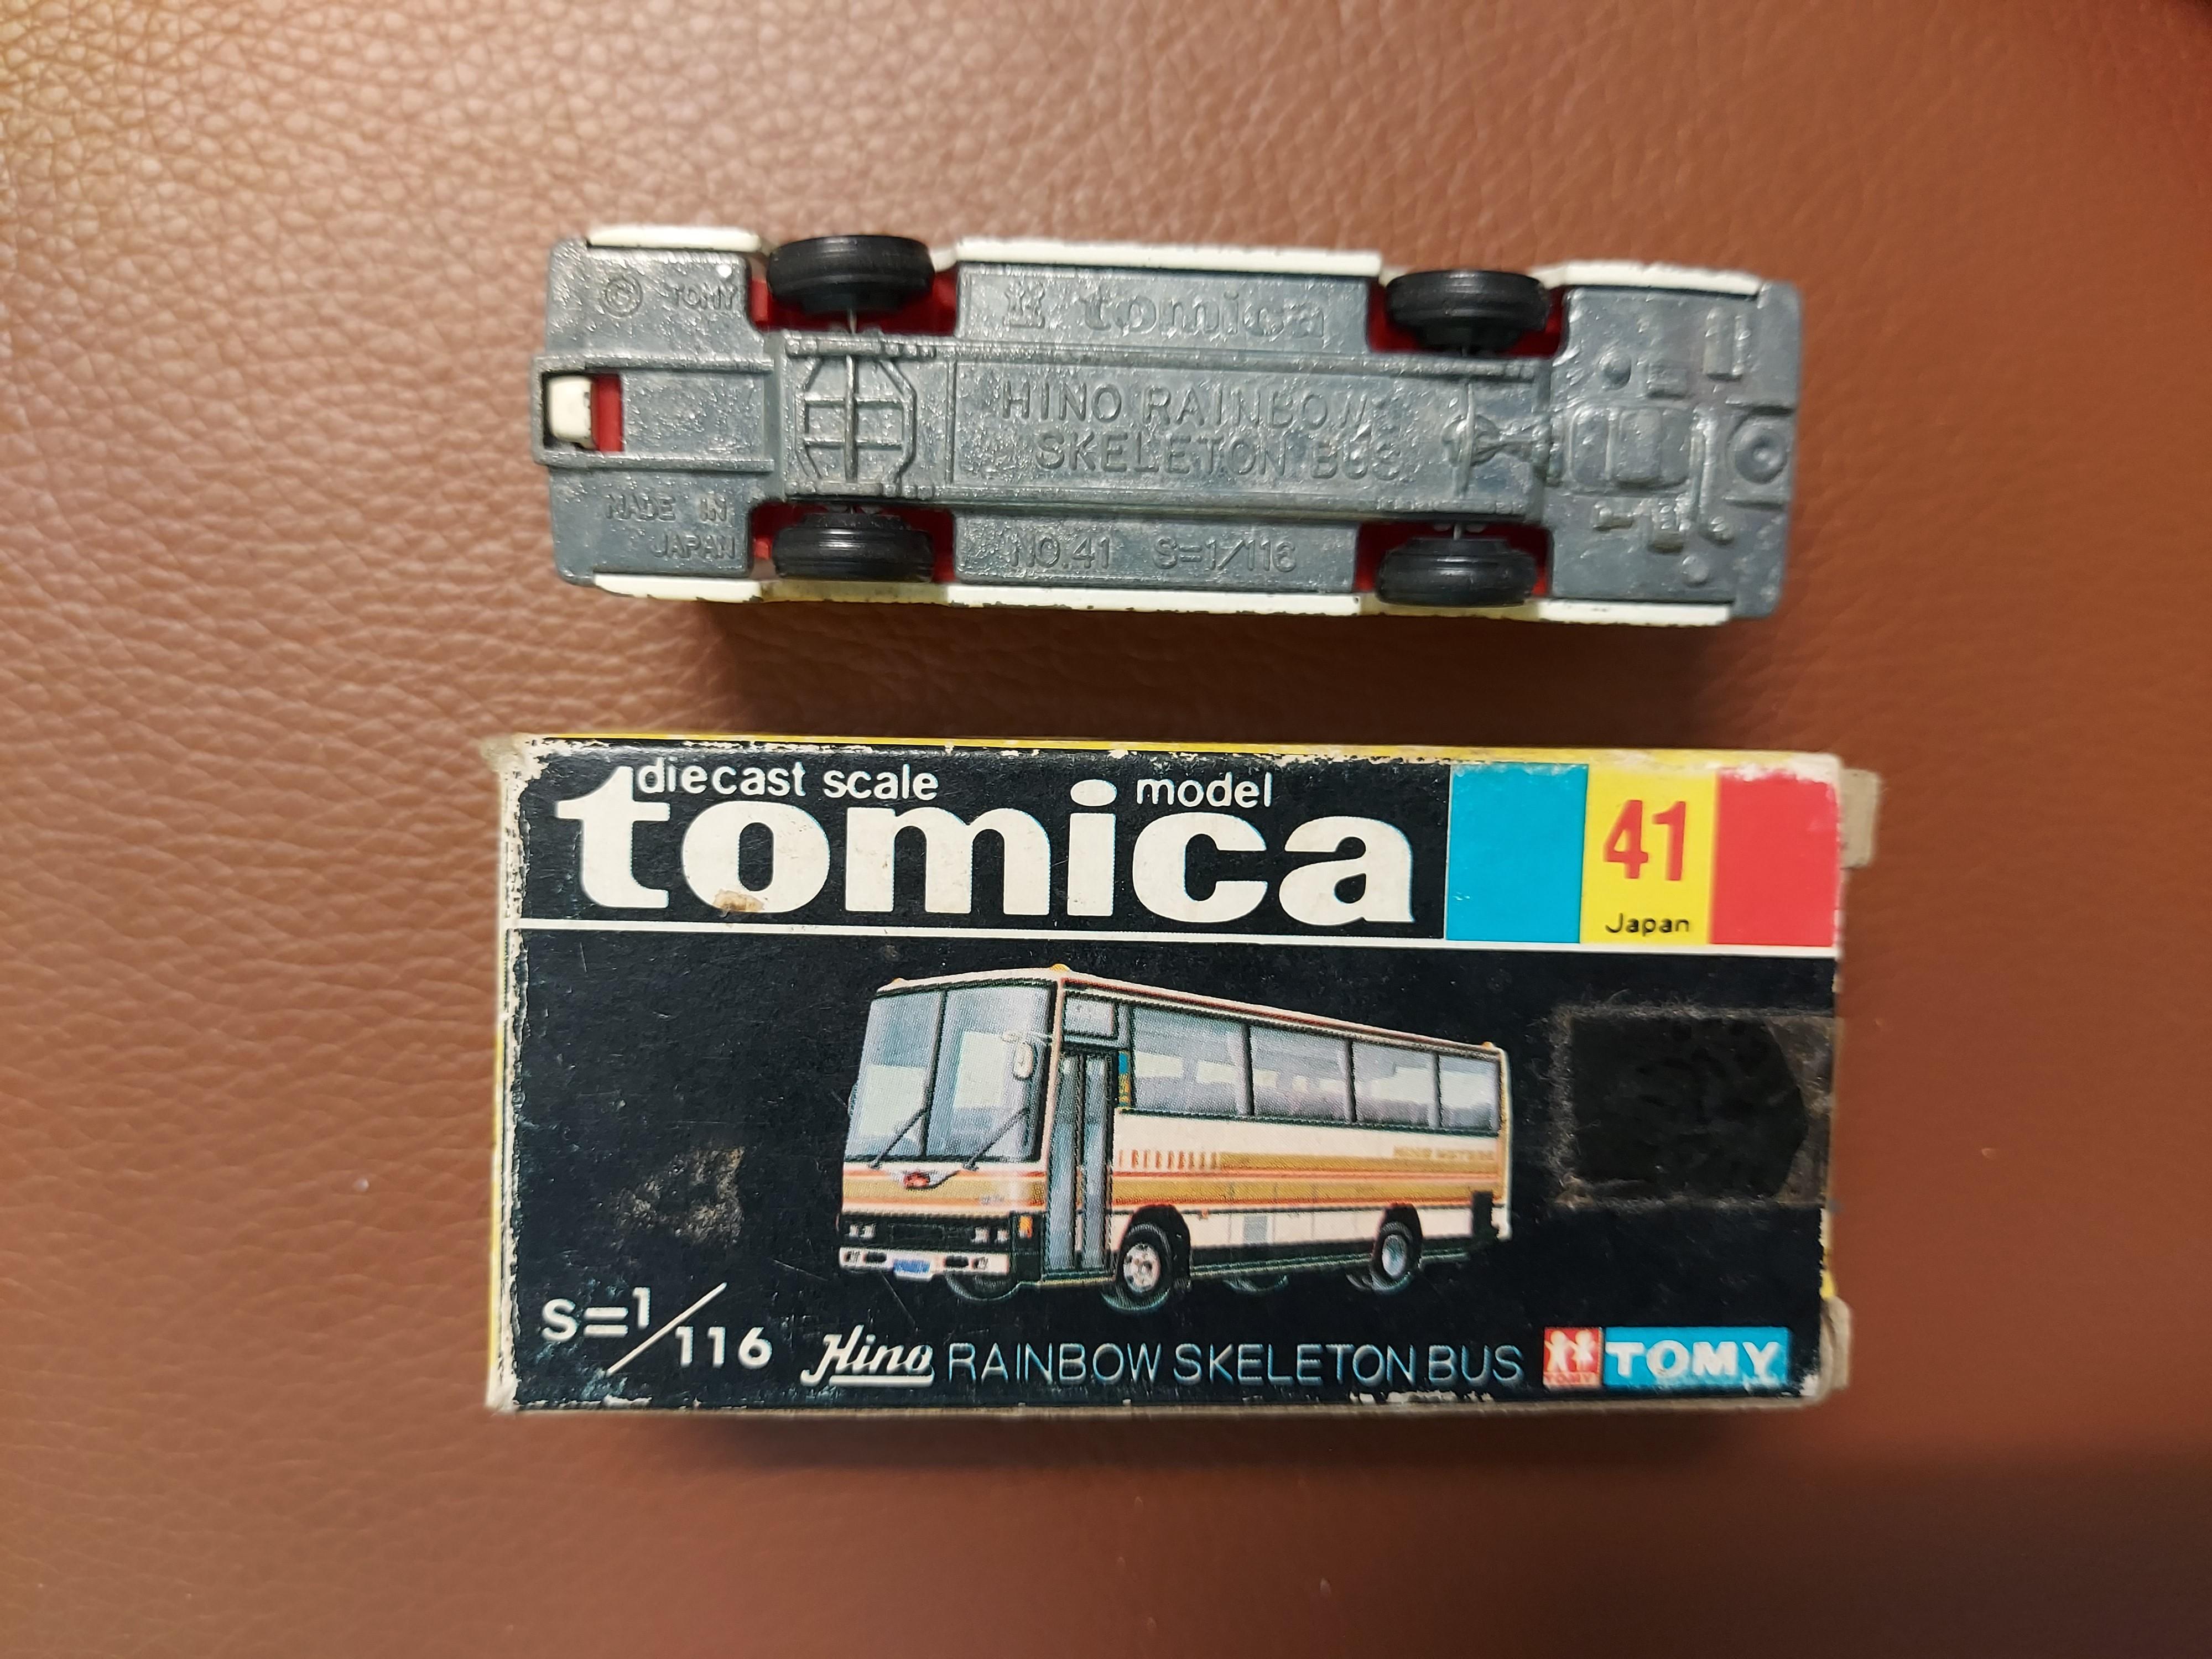 © TOMY
tomica
HINO RAINBOW
SKELETON BUS
MADE IN
JAPAN
NO.41 S=1/116
diecast scale model
tomica
41
Japan
S=1/116
Hino RAINBOW SKELETON BUS
TOMY
TOMY